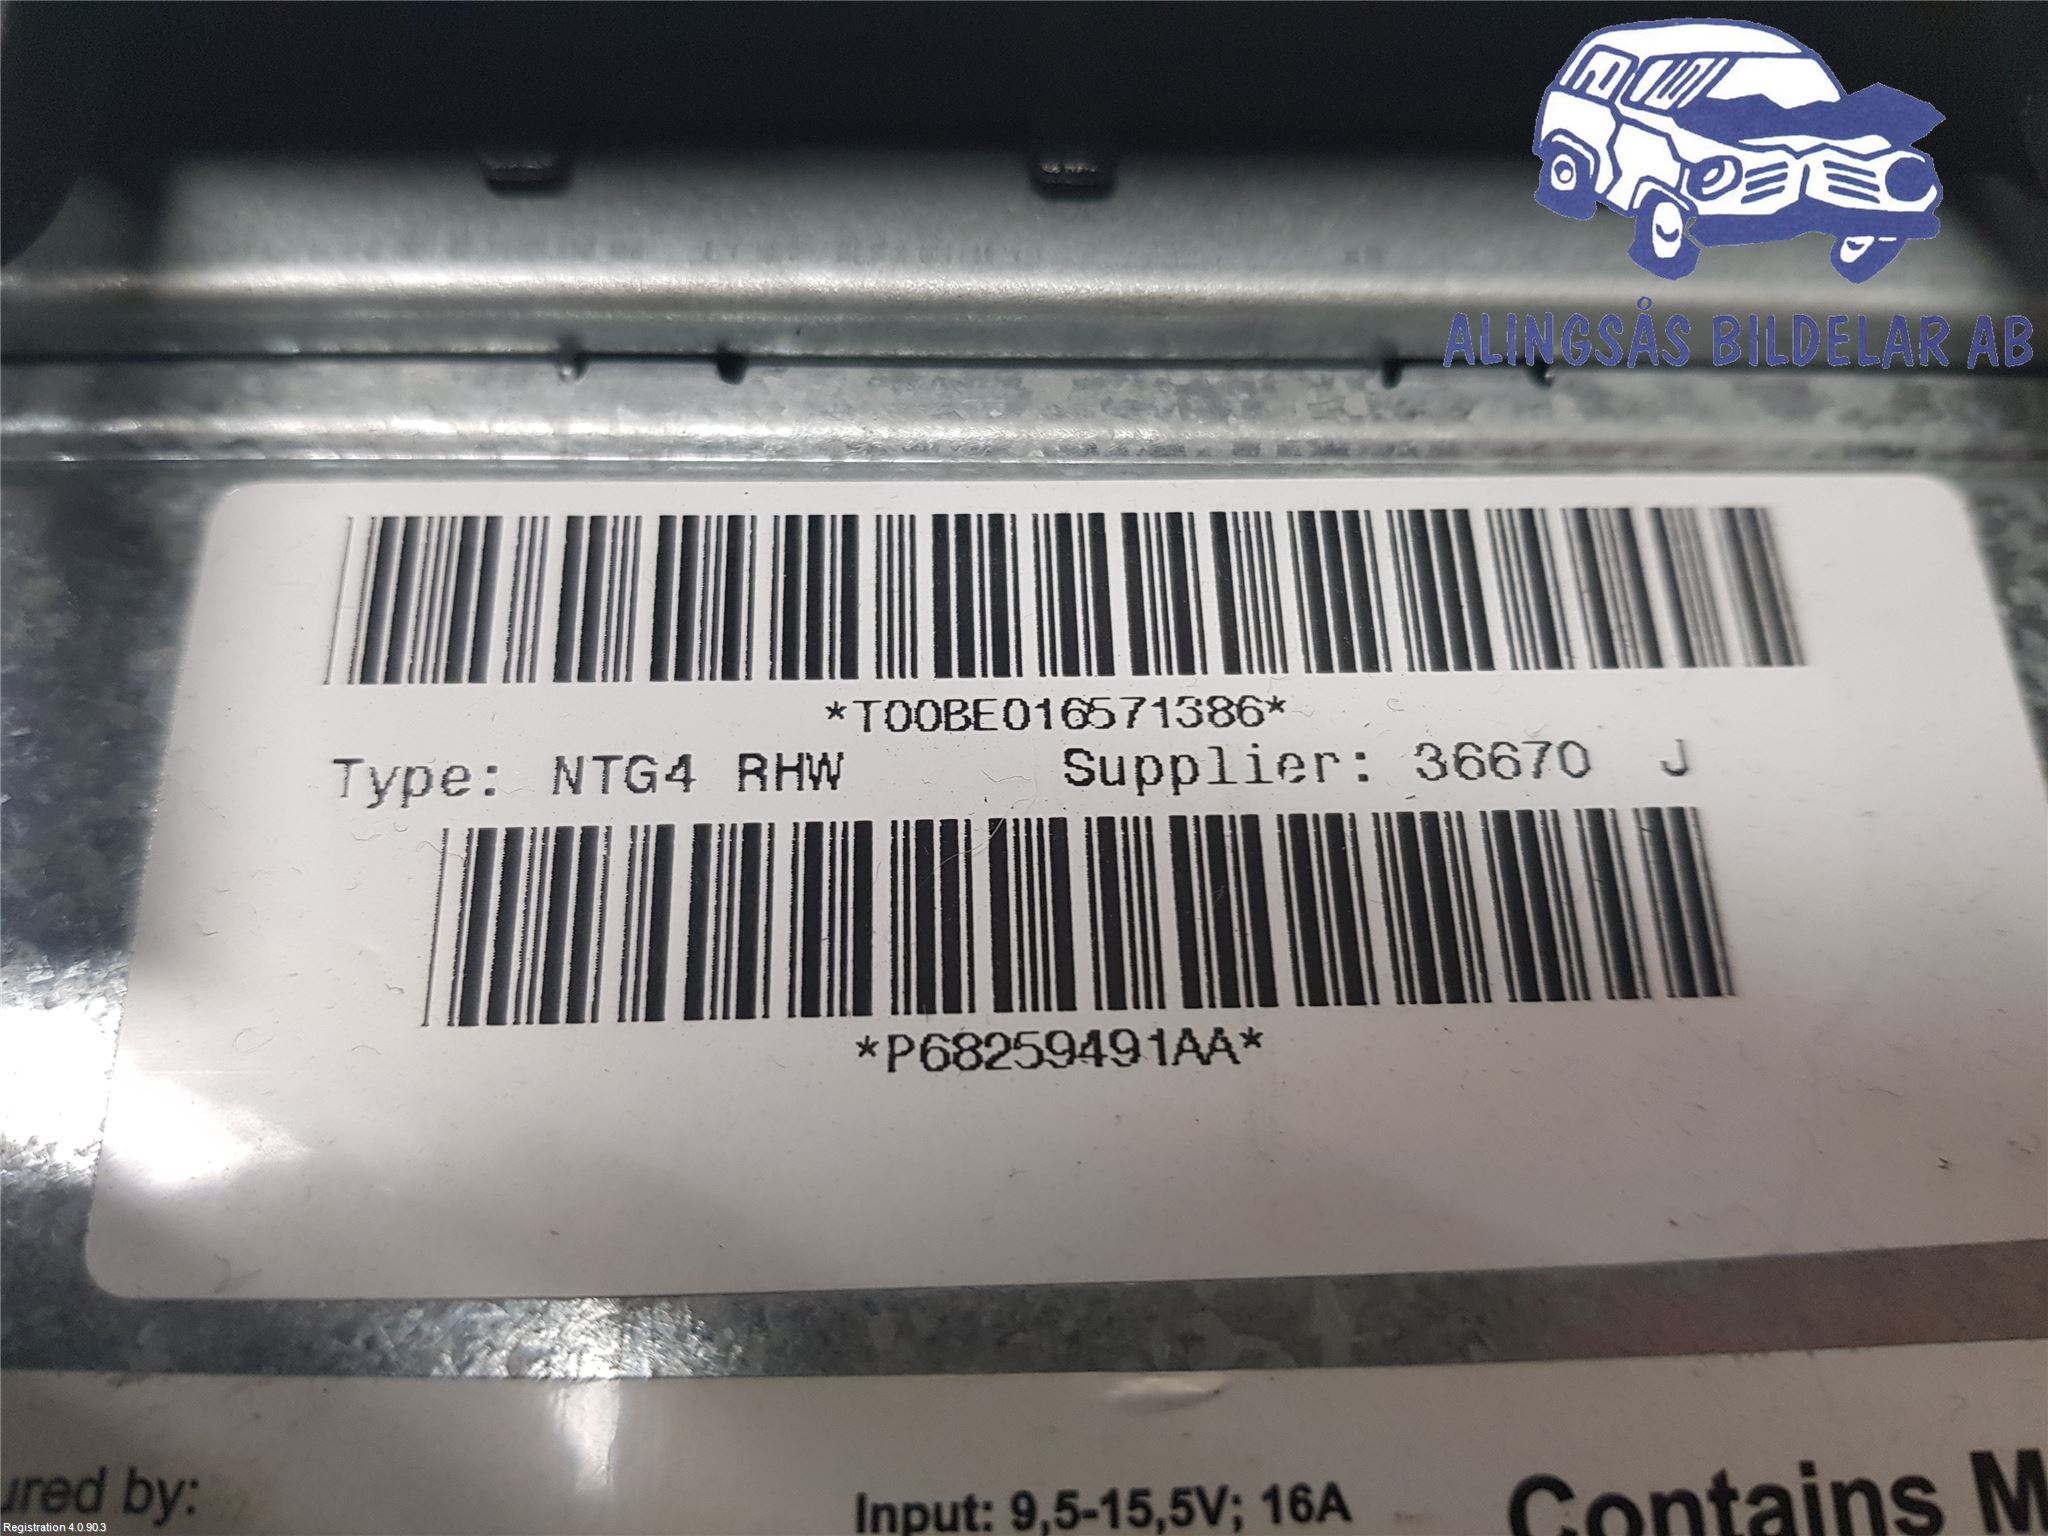 ALINGSÅS BILDELAR AB
*T00BE016571386*
Type: NTG4 RHW Supplier: 36670 J
*P68259491AA*
ured by:
Input: 9,5-15,5V; 16A
Contains M
Registration 4.0.90.3